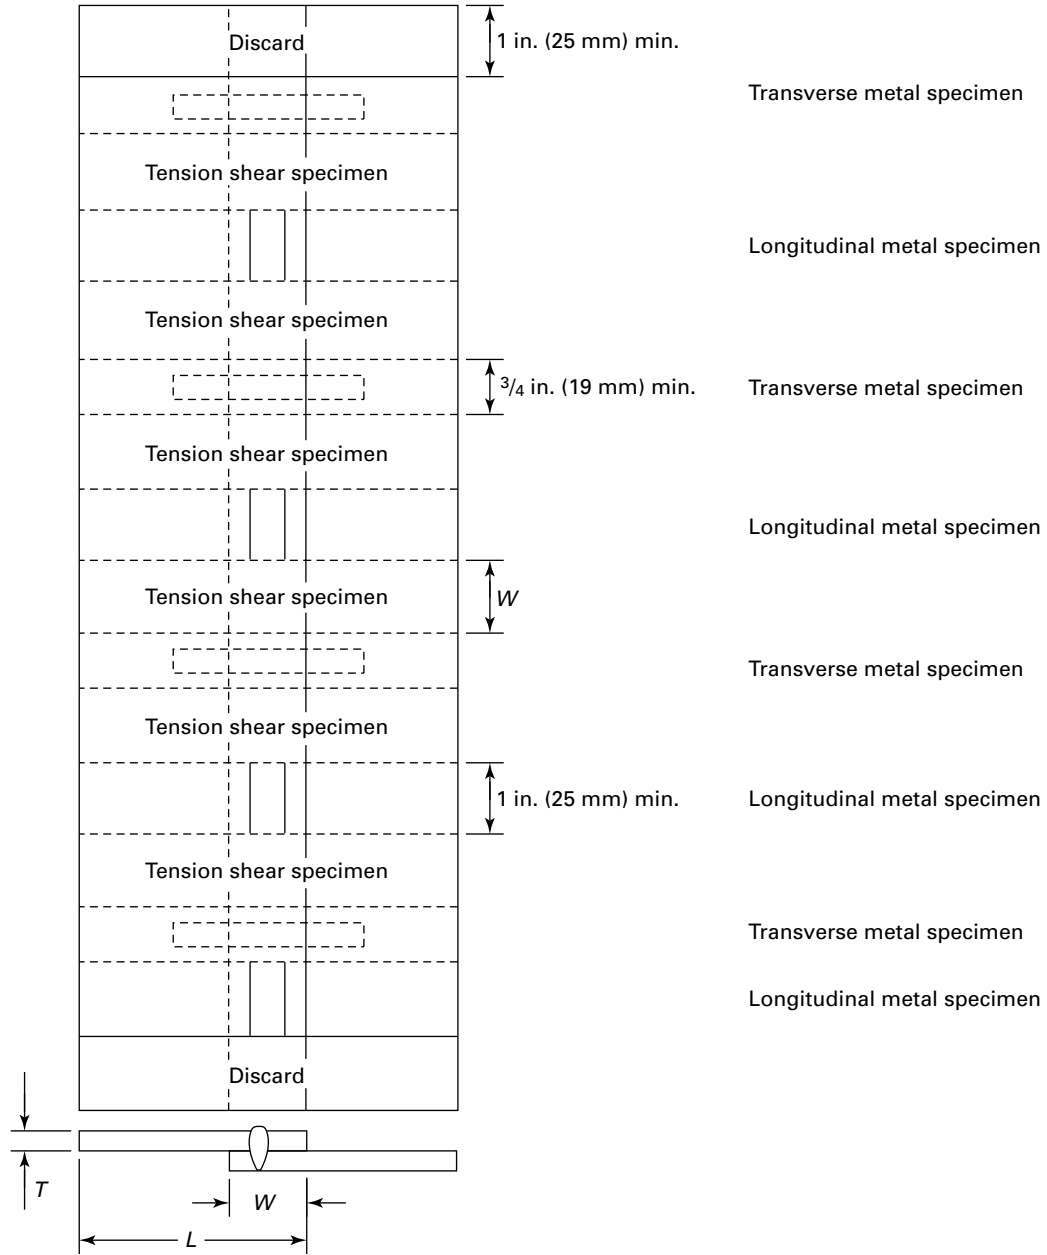 Discard
1 in. (25 mm) min.
Transverse metal specimen
Tension shear specimen
Longitudinal metal specimen
Tension shear specimen
3/4 in. (19 mm) min.
Transverse metal specimen
Tension shear specimen
Longitudinal metal specimen
Tension shear specimen
W
Transverse metal specimen
Tension shear specimen
1 in. (25 mm) min.
Longitudinal metal specimen
Tension shear specimen
Transverse metal specimen
Longitudinal metal specimen
Discard
T
W
L